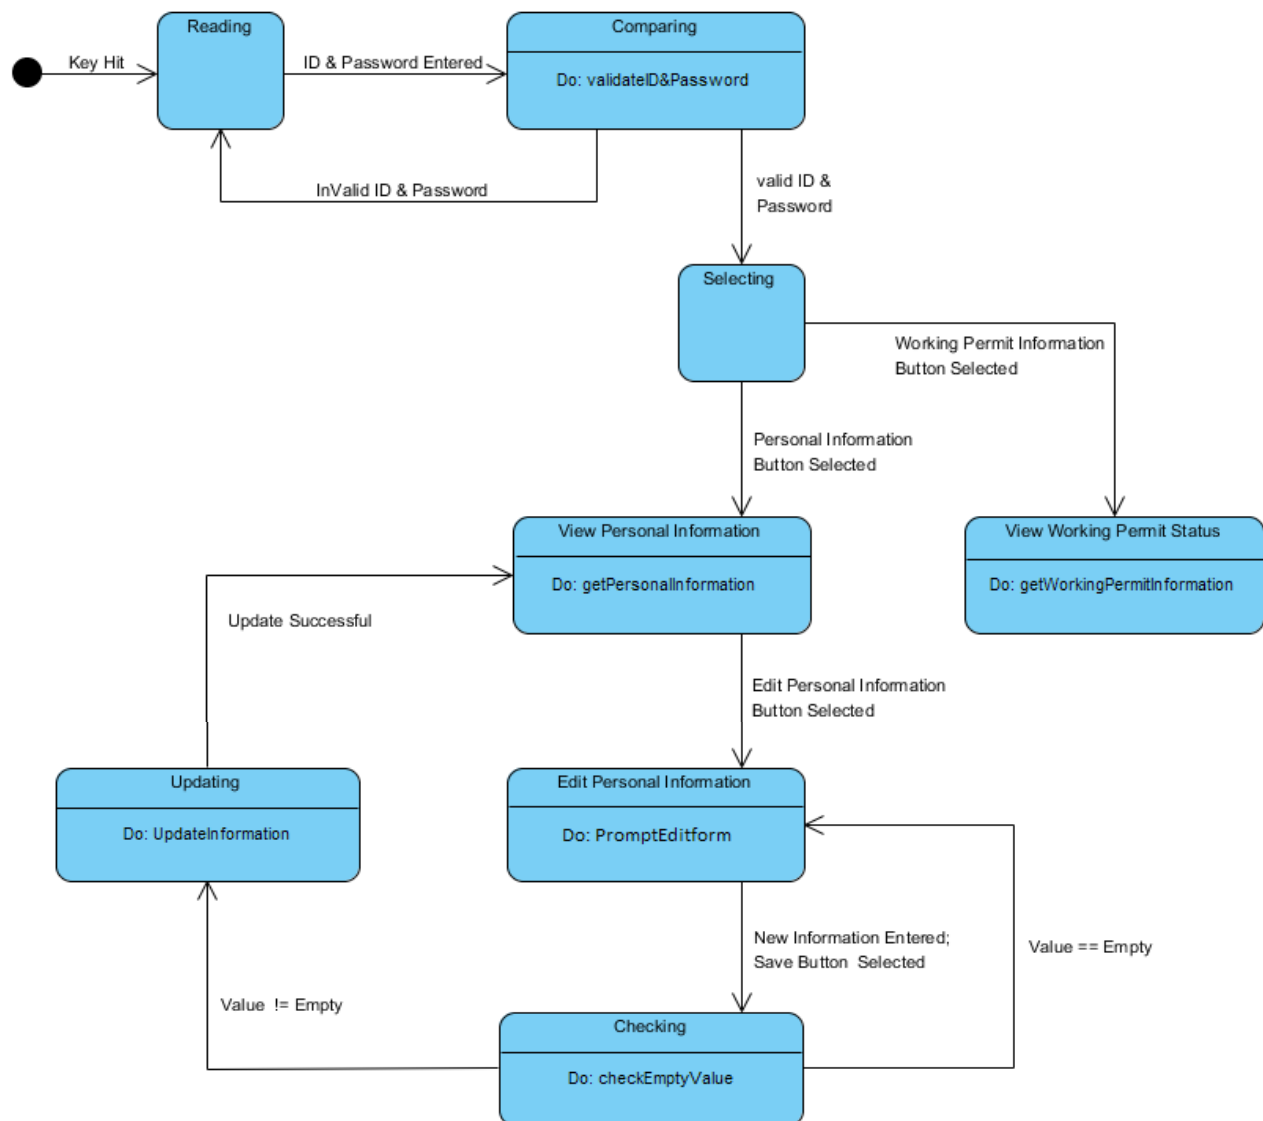 Reading
Comparing
Key Hit
ID & Password Entered
Do: validateID&Password
InValid ID & Password
valid ID &
Password
Selecting
Working Permit Information
Button Selected
Personal Information
Button Selected
View Personal Information
View Working Permit Status
Do: getPersonalInformation
Do: getWorkingPermitInformation
Update Successful
Edit Personal Information
Button Selected
Updating
Edit Personal Information
Do: UpdateInformation
Do: PromptEditform
New Information Entered;
Save Button Selected
Value == Empty
Value != Empty
Checking
Do: checkEmptyValue